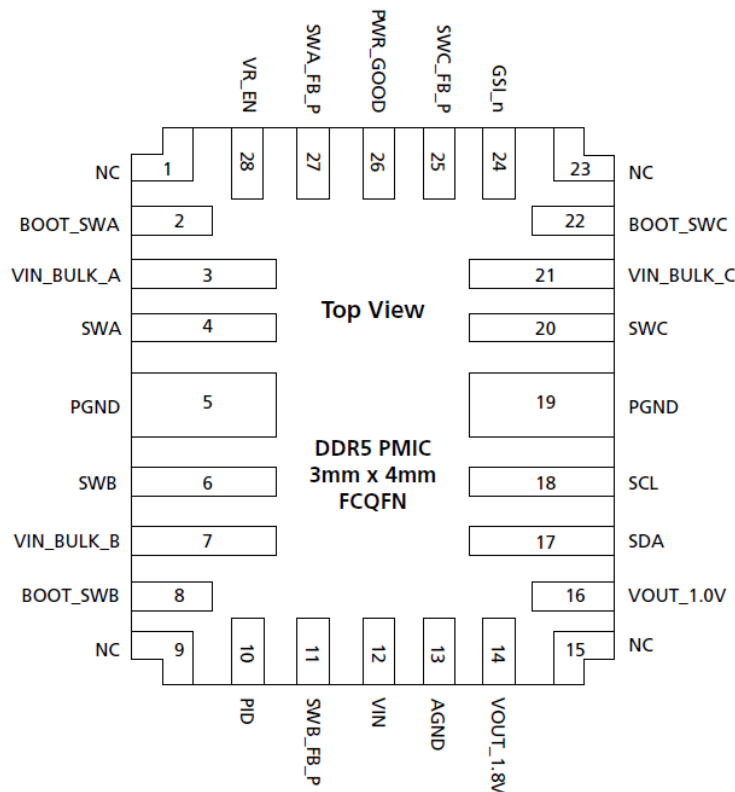 VR_EN
SWA_FB_P
PWR_GOOD
SWC_FB_P
GSI_n
28
27
26
25
24
NC
1
23
NC
BOOT_SWA
2
22
BOOT_SWC
VIN_BULK_A
3
21
VIN_BULK_C
Top View
SWA
4
20
SWC
PGND
5
19
PGND
DDR5 PMIC
3mm x 4mm
FCQFN
SWB
6
18
SCL
VIN_BULK_B
7
17
SDA
BOOT_SWB
8
16
VOUT_1.0V
NC
9
15
NC
10
11
12
13
14
PID
SWB_FB_P
VIN
AGND
VOUT_1.8V